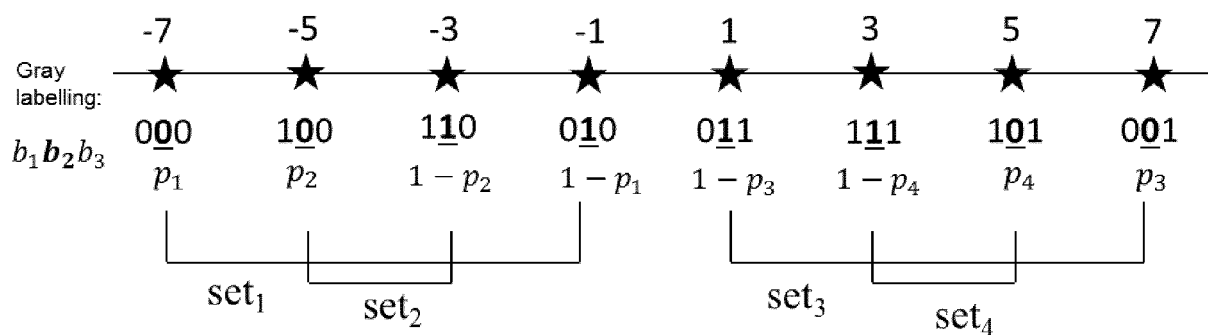 -7 -5 -3 -1 1 3 5 7
Gray
labelling:
000 100 110 010 011 111 101 001
b₁b₂b₃
p₁ p₂ 1 − p₂ 1 − p₁ 1 − p₃ 1 − p₄ p₄ p₃
set₁ set₂ set₃ set₄